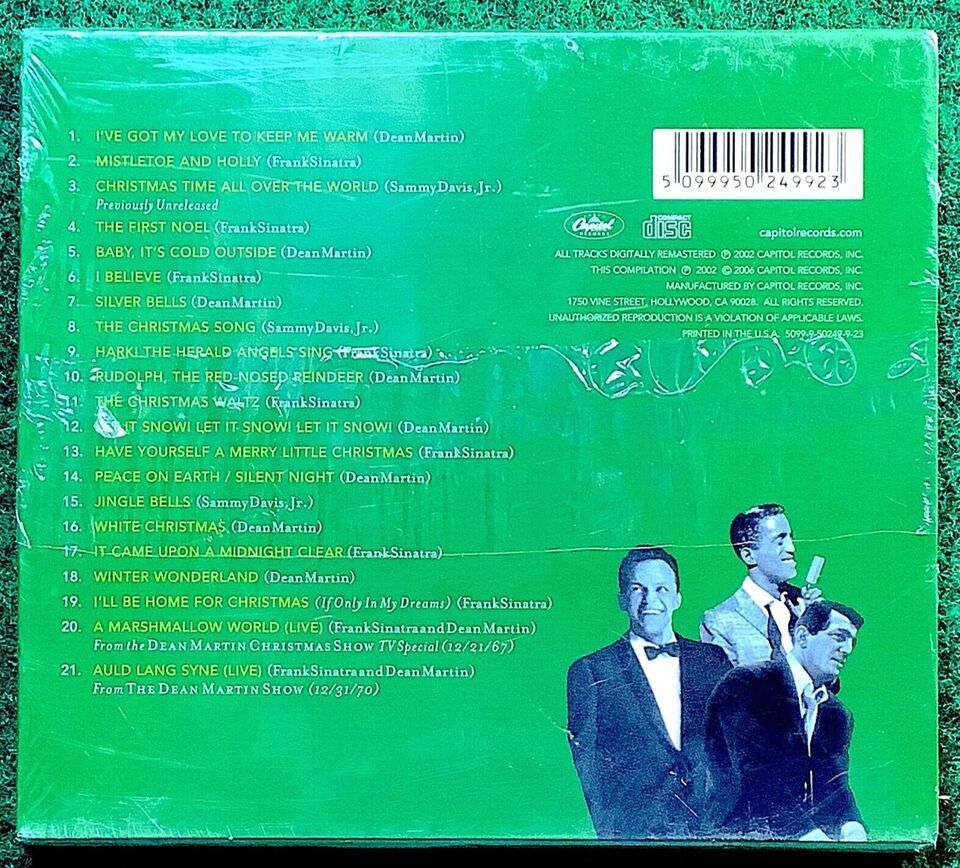 1. I'VE GOT MY LOVE TO KEEP ME WARM (Dean Martin)
2. MISTLETOE AND HOLLY (Frank Sinatra)
3. CHRISTMAS TIME ALL OVER THE WORLD (Sammy Davis, Jr.)
Previously Unreleased
4. THE FIRST NOEL (Frank Sinatra)
5. BABY, IT'S COLD OUTSIDE (Dean Martin)
6. I BELIEVE (Frank Sinatra)
7. SILVER BELLS (Dean Martin)
8. THE CHRISTMAS SONG (Sammy Davis, Jr.)
9. HARK! THE HERALD ANGELS SING (Frank Sinatra)
10. RUDOLPH, THE RED-NOSED REINDEER (Dean Martin)
11. THE CHRISTMAS WALTZ (Frank Sinatra)
12. IT SNOW! LET IT SNOW! LET IT SNOW! (Dean Martin)
13. HAVE YOURSELF A MERRY LITTLE CHRISTMAS (Frank Sinatra)
14. PEACE ON EARTH / SILENT NIGHT (Dean Martin)
15. JINGLE BELLS (Sammy Davis, Jr.)
16. WHITE CHRISTMAS (Dean Martin)
17. IT CAME UPON A MIDNIGHT CLEAR (Frank Sinatra)
18. WINTER WONDERLAND (Dean Martin)
19. I'LL BE HOME FOR CHRISTMAS (If Only In My Dreams) (Frank Sinatra)
20. A MARSHMALLOW WORLD (LIVE) (Frank Sinatra and Dean Martin)
From the DEAN MARTIN CHRISTMAS SHOW TV Special (12/21/67)
21. AULD LANG SYNE (LIVE) (Frank Sinatra and Dean Martin)
From THE DEAN MARTIN SHOW (12/31/70)
5 099950 249923
Capitol
RECORDS
COMPACT
disc
capitolrecords.com
ALL TRACKS DIGITALLY REMASTERED ℗ 2002 CAPITOL RECORDS, INC.
THIS COMPILATION ℗ 2002 © 2006 CAPITOL RECORDS, INC.
MANUFACTURED BY CAPITOL RECORDS, INC.
1750 VINE STREET, HOLLYWOOD, CA 90028. ALL RIGHTS RESERVED.
UNAUTHORIZED REPRODUCTION IS A VIOLATION OF APPLICABLE LAWS.
PRINTED IN THE U.S.A. 5099-9-50249-9-23